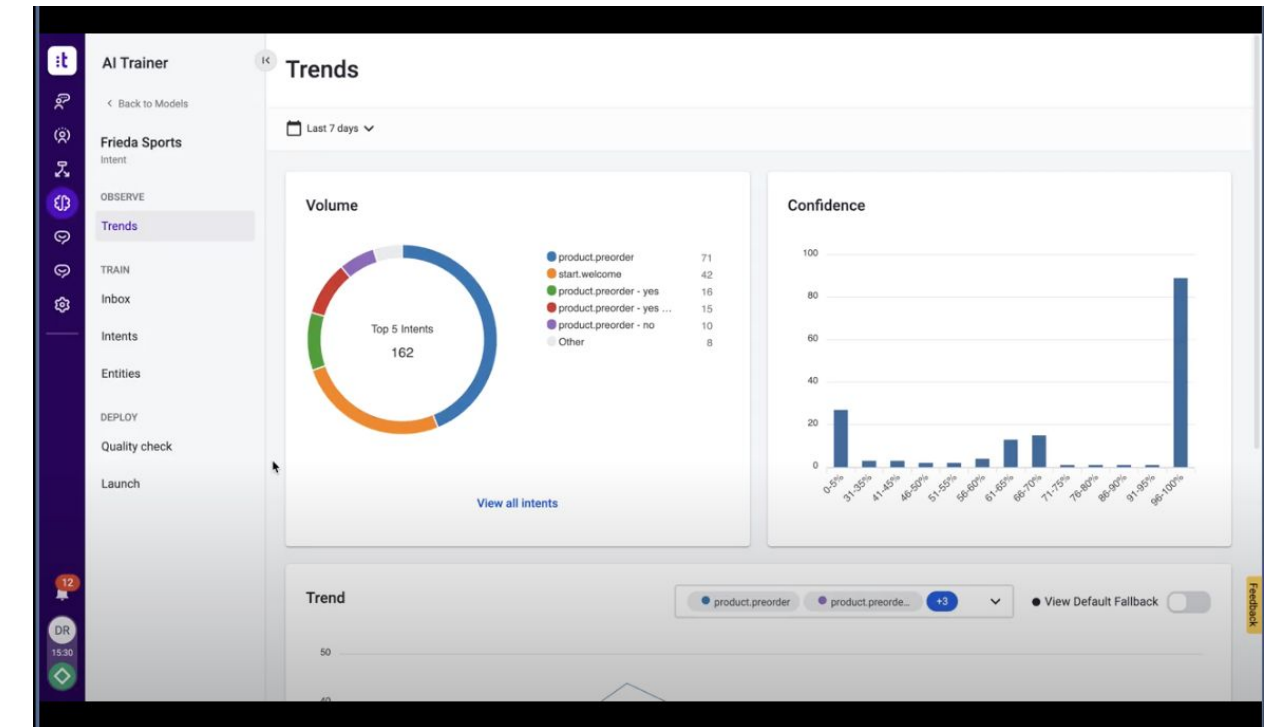 :t
AI Trainer
Back to Models
Frieda Sports
Intent
OBSERVE
Trends
TRAIN
Inbox
Intents
Entities
DEPLOY
Quality check
Launch
12
DR
15:30
Trends
Last 7 days
Volume
Top 5 Intents
162
product.preorder 71
start.welcome 42
product.preorder - yes 16
product.preorder - yes ... 15
product.preorder - no 10
Other 8
View all intents
Confidence
100
80
60
40
20
0
0-5% 31-35% 41-45% 46-50% 51-55% 56-60% 61-65% 66-70% 71-75% 76-80% 86-90% 91-95% 96-100%
Trend
product.preorder product.preorde... +3 View Default Fallback
50
40
Feedback